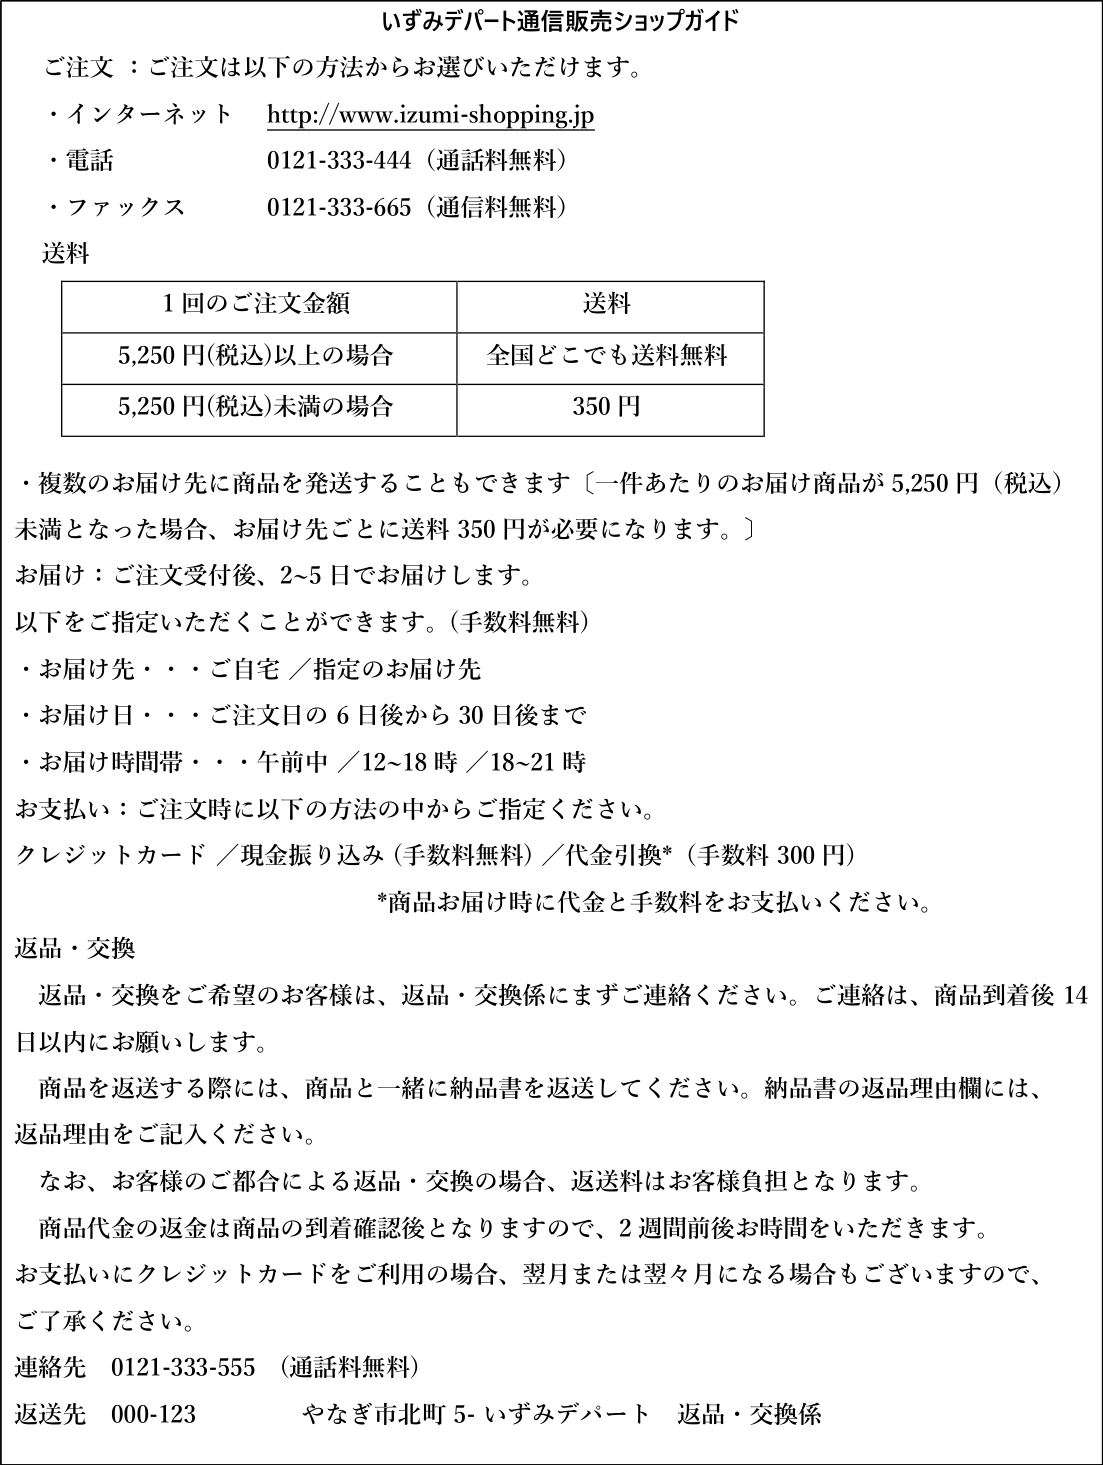 いずみデパート通信販売ショップガイド
ご注文 ：ご注文は以下の方法からお選びいただけます。
・インターネット　http://www.izumi-shopping.jp
・電話　0121-333-444（通話料無料）
・ファックス　0121-333-665（通信料無料）
送料
1 回のご注文金額　送料
5,250 円(税込)以上の場合　全国どこでも送料無料
5,250 円(税込)未満の場合　350 円
・複数のお届け先に商品を発送することもできます〔一件あたりのお届け商品が 5,250 円（税込）
未満となった場合、お届け先ごとに送料 350 円が必要になります。〕
お届け：ご注文受付後、2~5 日でお届けします。
以下をご指定いただくことができます。（手数料無料）
・お届け先・・・ご自宅 ／指定のお届け先
・お届け日・・・ご注文日の 6 日後から 30 日後まで
・お届け時間帯・・・午前中 ／12~18 時 ／18~21 時
お支払い：ご注文時に以下の方法の中からご指定ください。
クレジットカード ／現金振り込み（手数料無料）／代金引換*（手数料 300 円）
*商品お届け時に代金と手数料をお支払いください。
返品・交換
　返品・交換をご希望のお客様は、返品・交換係にまずご連絡ください。ご連絡は、商品到着後 14
日以内にお願いします。
　商品を返送する際には、商品と一緒に納品書を返送してください。納品書の返品理由欄には、
返品理由をご記入ください。
　なお、お客様のご都合による返品・交換の場合、返送料はお客様負担となります。
　商品代金の返金は商品の到着確認後となりますので、2 週間前後お時間をいただきます。
お支払いにクレジットカードをご利用の場合、翌月または翌々月になる場合もございますので、
ご了承ください。
連絡先　0121-333-555　（通話料無料）
返送先　000-123　やなぎ市北町 5- いずみデパート　返品・交換係